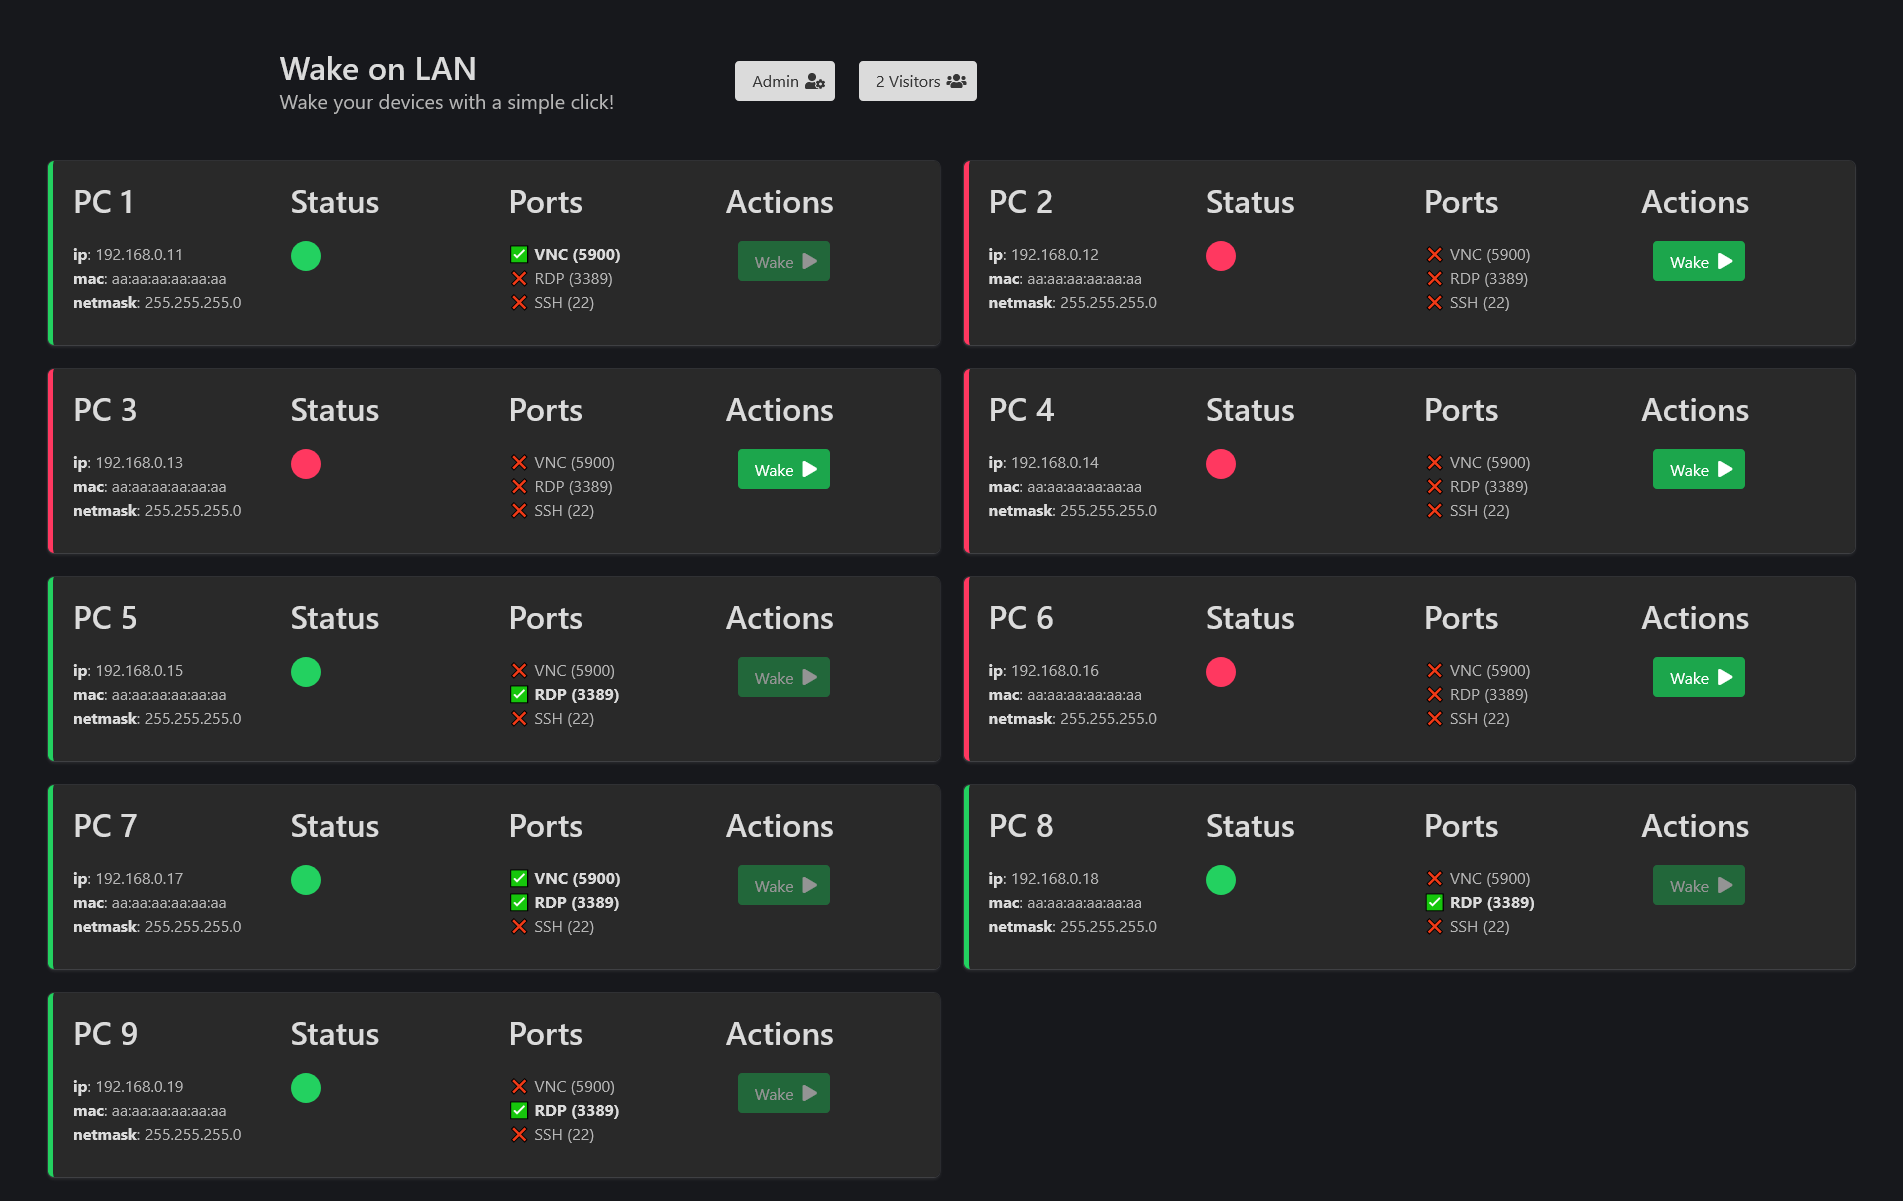 Wake on LAN
Wake your devices with a simple click!
Admin
2 Visitors
PC 1
ip: 192.168.0.11
mac: aa:aa:aa:aa:aa:aa
netmask: 255.255.255.0
Status
Ports
VNC (5900)
RDP (3389)
SSH (22)
Actions
Wake
PC 2
ip: 192.168.0.12
mac: aa:aa:aa:aa:aa:aa
netmask: 255.255.255.0
Status
Ports
VNC (5900)
RDP (3389)
SSH (22)
Actions
Wake
PC 3
ip: 192.168.0.13
mac: aa:aa:aa:aa:aa:aa
netmask: 255.255.255.0
Status
Ports
VNC (5900)
RDP (3389)
SSH (22)
Actions
Wake
PC 4
ip: 192.168.0.14
mac: aa:aa:aa:aa:aa:aa
netmask: 255.255.255.0
Status
Ports
VNC (5900)
RDP (3389)
SSH (22)
Actions
Wake
PC 5
ip: 192.168.0.15
mac: aa:aa:aa:aa:aa:aa
netmask: 255.255.255.0
Status
Ports
VNC (5900)
RDP (3389)
SSH (22)
Actions
Wake
PC 6
ip: 192.168.0.16
mac: aa:aa:aa:aa:aa:aa
netmask: 255.255.255.0
Status
Ports
VNC (5900)
RDP (3389)
SSH (22)
Actions
Wake
PC 7
ip: 192.168.0.17
mac: aa:aa:aa:aa:aa:aa
netmask: 255.255.255.0
Status
Ports
VNC (5900)
RDP (3389)
SSH (22)
Actions
Wake
PC 8
ip: 192.168.0.18
mac: aa:aa:aa:aa:aa:aa
netmask: 255.255.255.0
Status
Ports
VNC (5900)
RDP (3389)
SSH (22)
Actions
Wake
PC 9
ip: 192.168.0.19
mac: aa:aa:aa:aa:aa:aa
netmask: 255.255.255.0
Status
Ports
VNC (5900)
RDP (3389)
SSH (22)
Actions
Wake